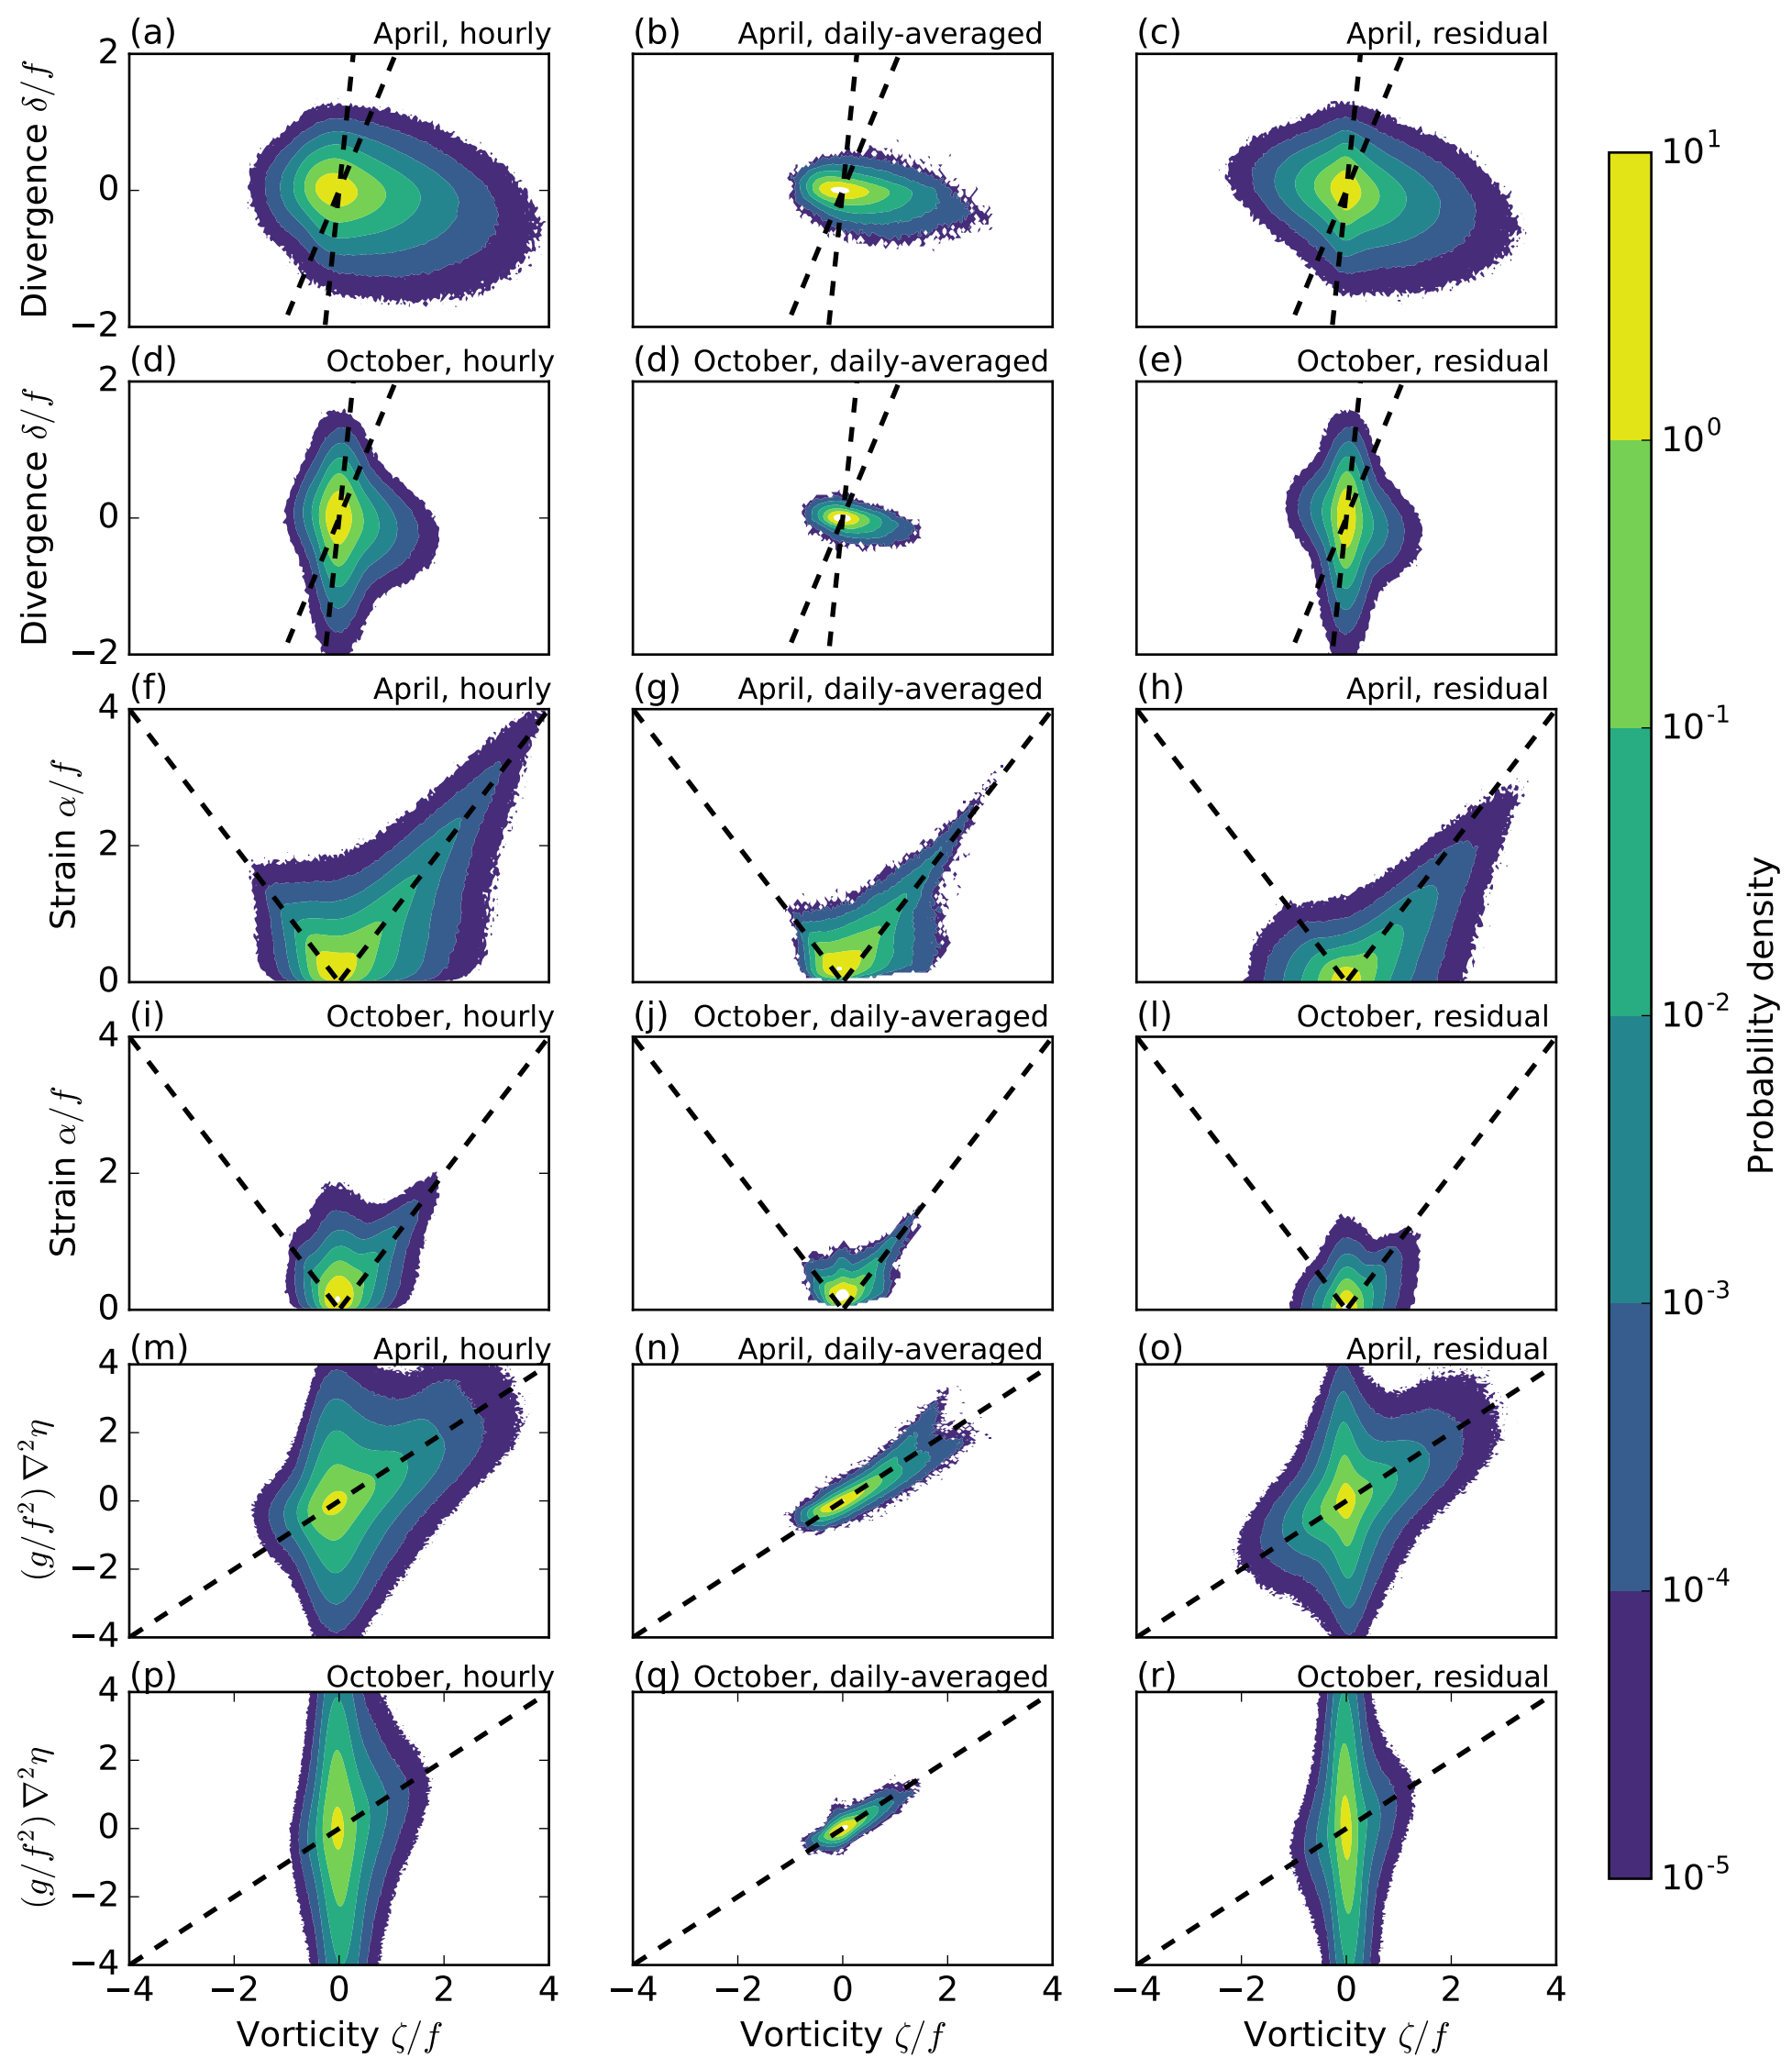 (a) April, hourly
(b) April, daily-averaged
(c) April, residual
Divergence δ/f
2
0
−2
(d) October, hourly
(d) October, daily-averaged
(e) October, residual
Divergence δ/f
2
0
−2
(f) April, hourly
(g) April, daily-averaged
(h) April, residual
Strain α/f
4
2
0
(i) October, hourly
(j) October, daily-averaged
(l) October, residual
Strain α/f
4
2
0
(m) April, hourly
(n) April, daily-averaged
(o) April, residual
(g/f²) ∇²η
4
2
0
−2
−4
(p) October, hourly
(q) October, daily-averaged
(r) October, residual
(g/f²) ∇²η
4
2
0
−2
−4
−4 −2 0 2 4
−4 −2 0 2 4
−4 −2 0 2 4
Vorticity ζ/f
Vorticity ζ/f
Vorticity ζ/f
10¹
10⁰
10⁻¹
10⁻²
10⁻³
10⁻⁴
10⁻⁵
Probability density